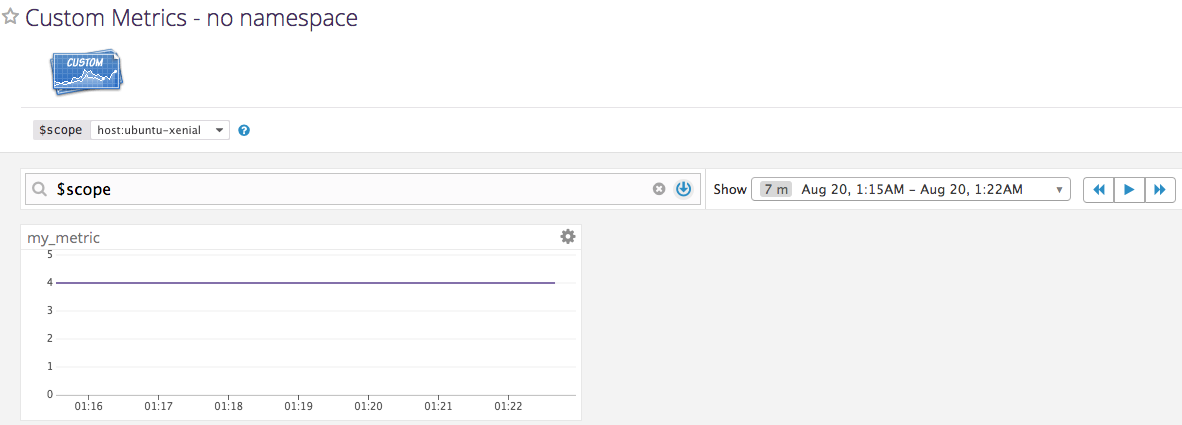 Custom Metrics - no namespace
CUSTOM
$scope host:ubuntu-xenial ?
$scope
Show 7 m Aug 20, 1:15AM - Aug 20, 1:22AM
my_metric
5
4
3
2
1
0
01:16 01:17 01:18 01:19 01:20 01:21 01:22